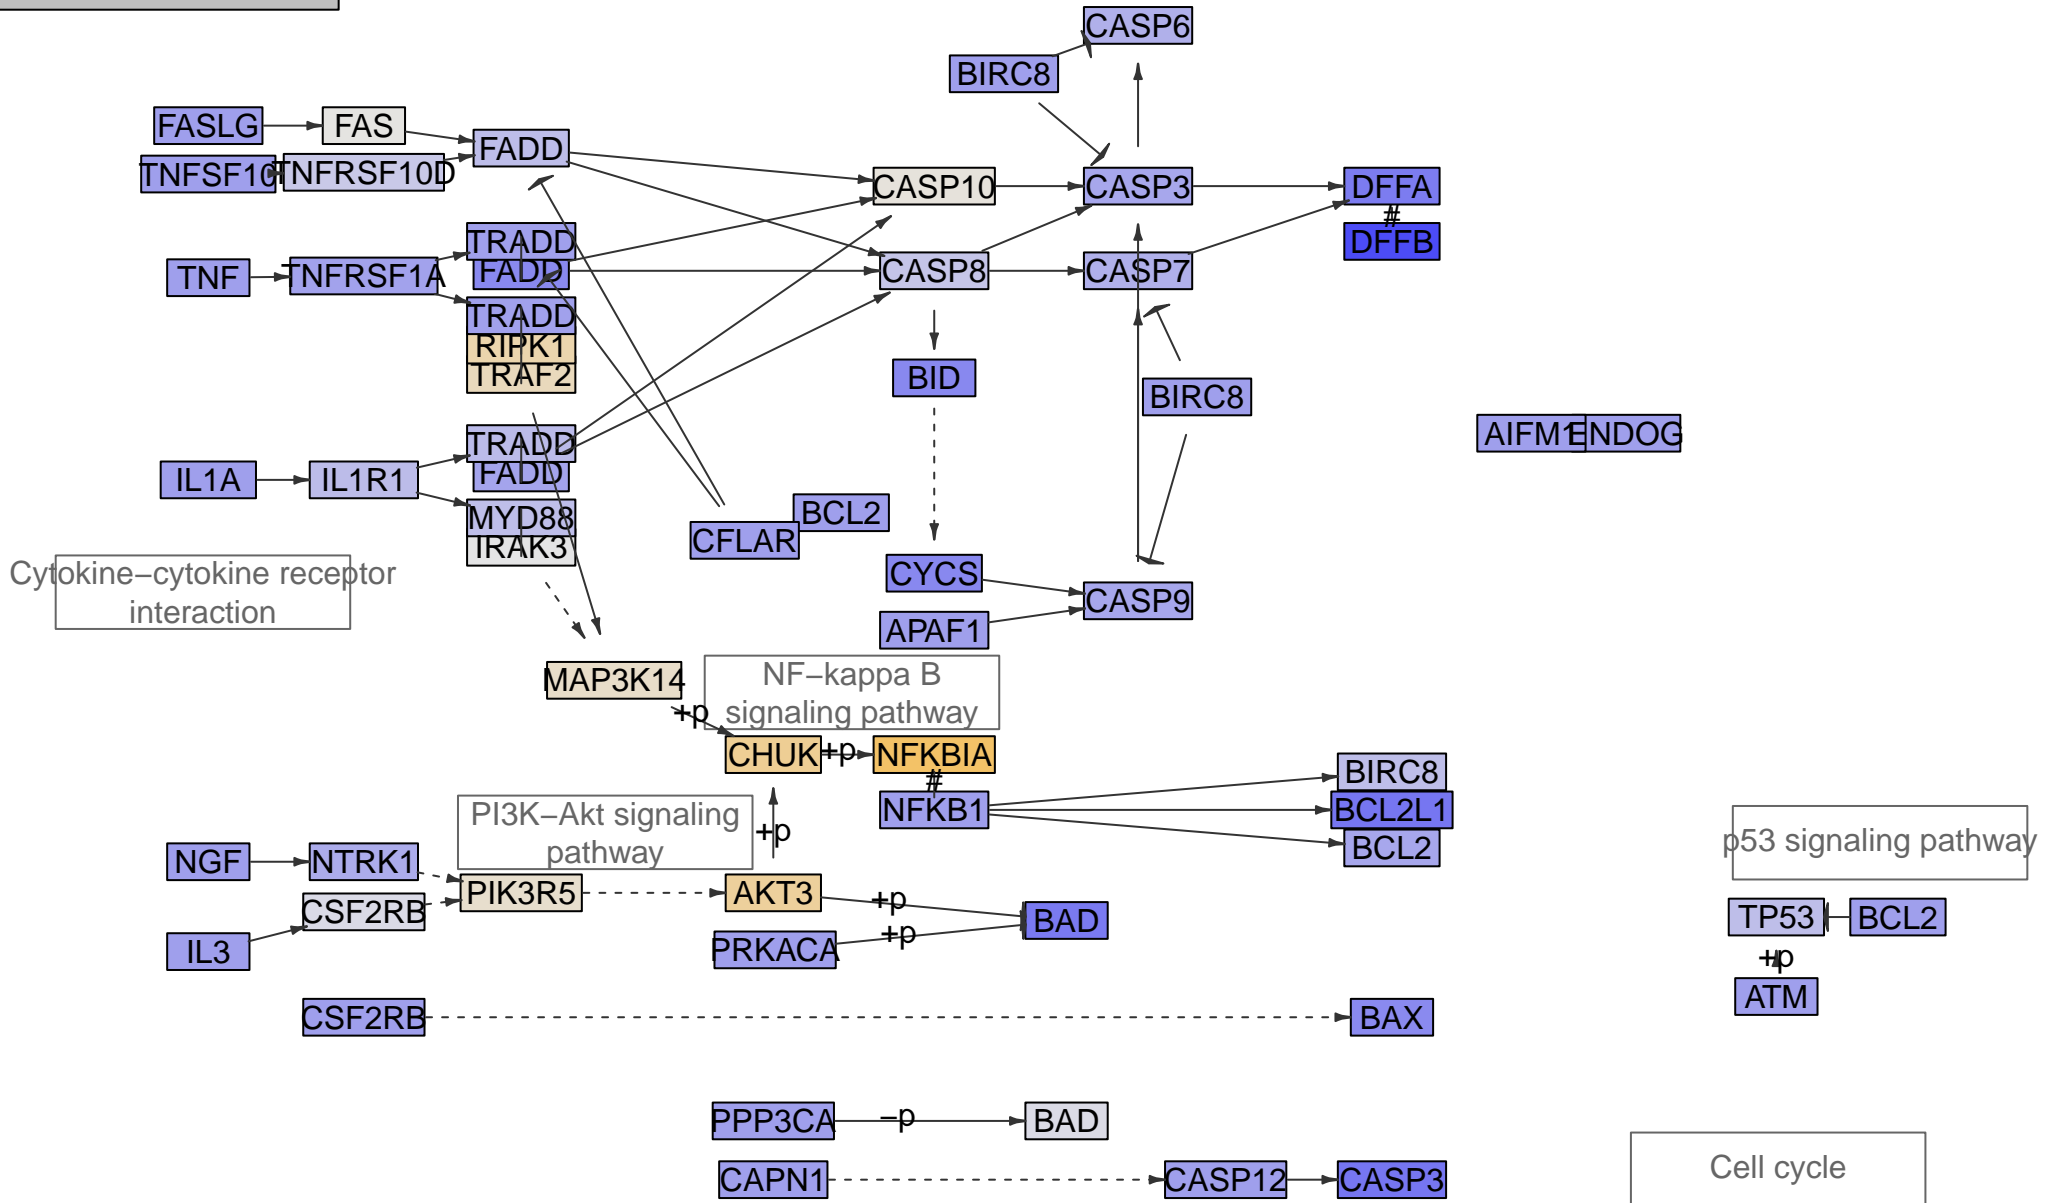 CASP6
BIRC8
FASLG
FAS
FADD
TNFSF10
TNFRSF10D
CASP10
CASP3
DFFA
#
DFFB
TRADD
FADD
TNF
TNFRSF1A
CASP8
CASP7
TRADD
RIPK1
TRAF2
BID
BIRC8
AIFM1
ENDOG
TRADD
FADD
IL1A
IL1R1
MYD88
IRAK3
BCL2
CFLAR
Cytokine−cytokine receptor
interaction
CYCS
CASP9
APAF1
MAP3K14
NF−kappa B
signaling pathway
+p
CHUK
+p
NFKBIA
#
NFKB1
BIRC8
BCL2L1
BCL2
PI3K−Akt signaling
pathway
+p
p53 signaling pathway
NGF
NTRK1
PIK3R5
AKT3
+p
CSF2RB
BAD
TP53
BCL2
IL3
PRKACA
+p
+p
ATM
CSF2RB
BAX
PPP3CA
−p
BAD
CAPN1
CASP12
CASP3
Cell cycle